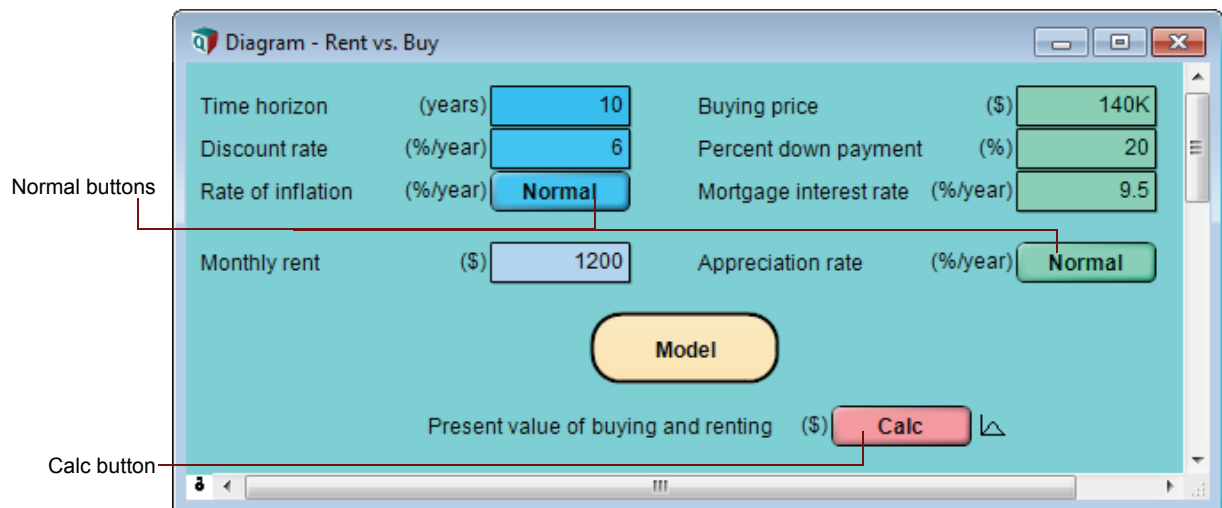 Diagram - Rent vs. Buy
Time horizon (years) 10 Buying price ($) 140K
Discount rate (%/year) 6 Percent down payment (%) 20
Normal buttons
Rate of inflation (%/year) Normal Mortgage interest rate (%/year) 9.5
Monthly rent ($) 1200 Appreciation rate (%/year) Normal
Model
Present value of buying and renting ($) Calc
Calc button